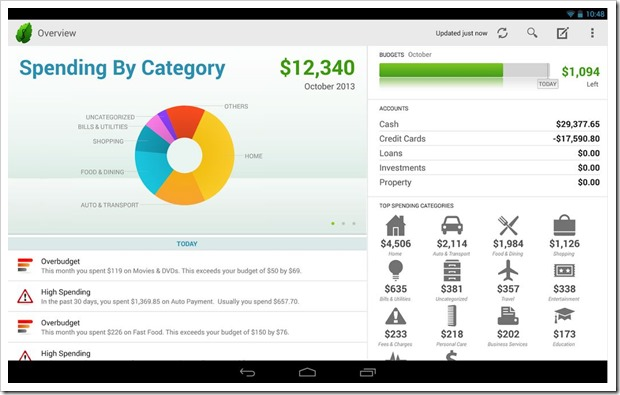 10:48
Overview
Updated just now
Spending By Category
$12,340
October 2013
OTHERS
UNCATEGORIZED
BILLS & UTILITIES
SHOPPING
HOME
FOOD & DINING
AUTO & TRANSPORT
BUDGETS October
TODAY
$1,094
Left
ACCOUNTS
Cash $29,377.65
Credit Cards -$17,590.80
Loans $0.00
Investments $0.00
Property $0.00
TOP SPENDING CATEGORIES
$4,506 $2,114 $1,984 $1,126
Home Auto & Transport Food & Dining Shopping
$635 $381 $357 $338
Bills & Utilities Uncategorized Travel Entertainment
$233 $218 $202 $173
Fees & Charges Personal Care Business Services Education
TODAY
Overbudget
This month you spent $119 on Movies & DVDs. This exceeds your budget of $50 by $69.
High Spending
In the past 30 days, you spent $1,369.85 on Auto Payment. Usually you spend $657.70.
Overbudget
This month you spent $226 on Fast Food. This exceeds your budget of $150 by $76.
High Spending